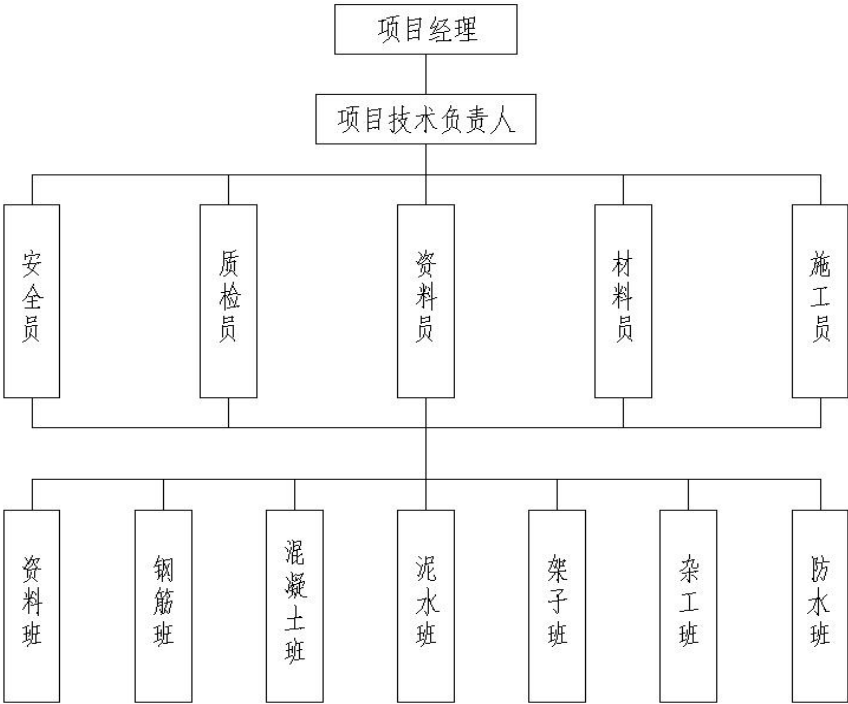 项目经理
项目技术负责人
安全员
质检员
资料员
材料员
施工员
资料班
钢筋班
混凝土班
泥水班
架子班
杂工班
防水班